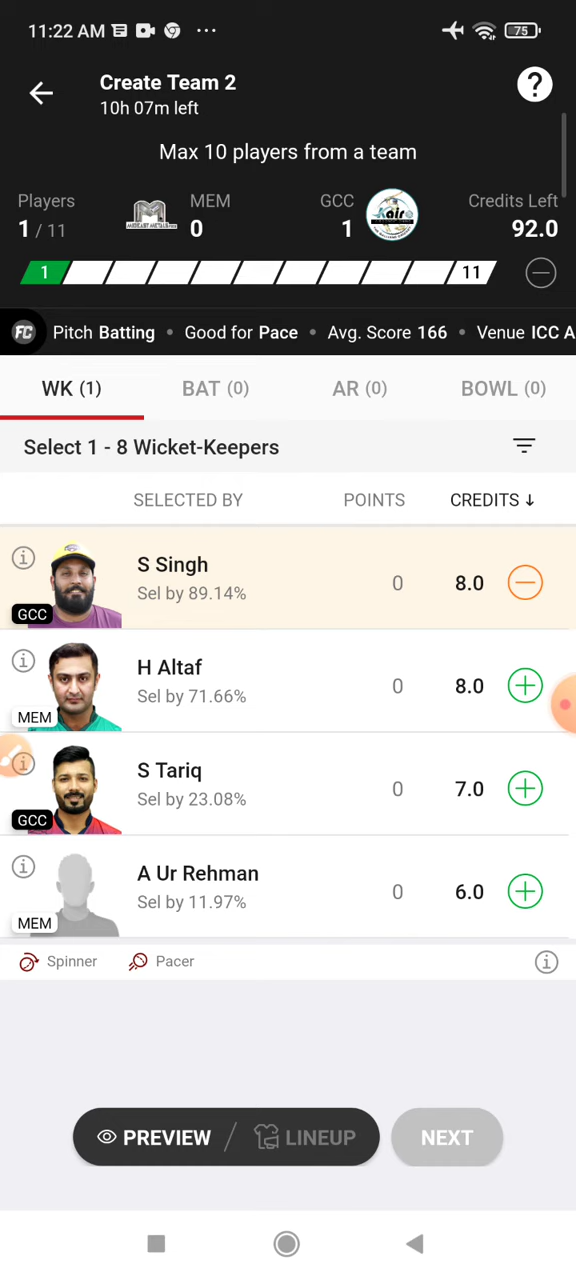 11:22 AM ... 75
Create Team 2
10h 07m left
?
Max 10 players from a team
Players MEM GCC Credits Left
1 / 11 0 1 92.0
1 11
FC Pitch Batting • Good for Pace • Avg. Score 166 • Venue ICC A
WK (1) BAT (0) AR (0) BOWL (0)
Select 1 - 8 Wicket-Keepers
SELECTED BY POINTS CREDITS ↓
S Singh
Sel by 89.14% 0 8.0
GCC
H Altaf
Sel by 71.66% 0 8.0
MEM
S Tariq
Sel by 23.08% 0 7.0
GCC
A Ur Rehman
Sel by 11.97% 0 6.0
MEM
Spinner Pacer
PREVIEW / LINEUP NEXT